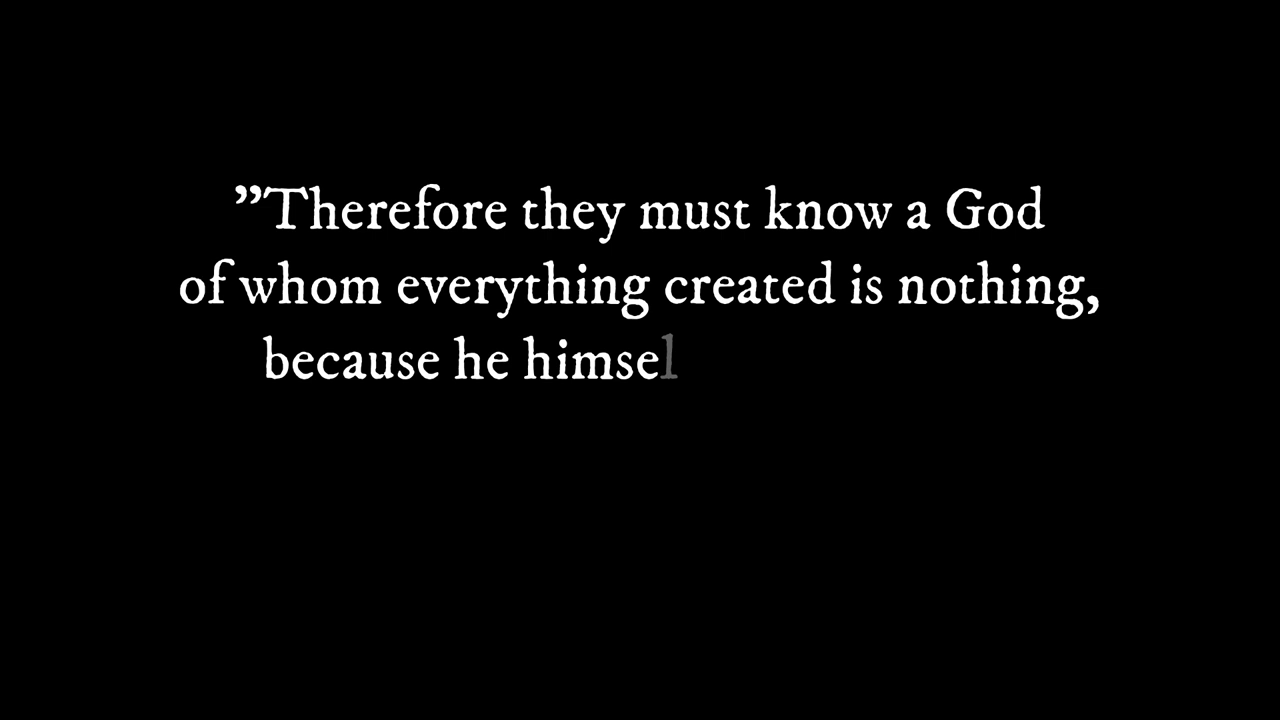 ”Therefore they must know a God
of whom everything created is nothing,
because he himsel